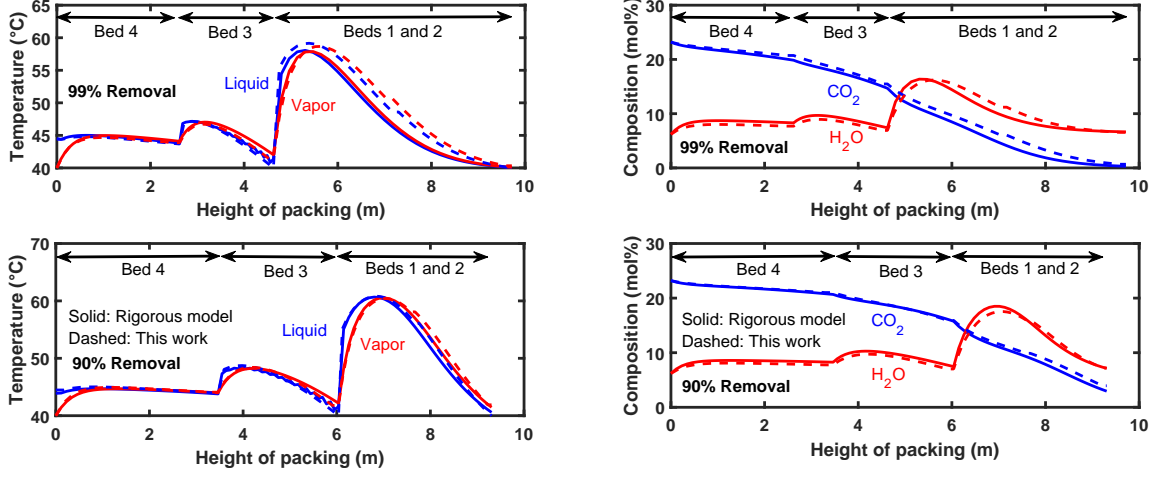 65
60
55
50
45
40
Temperature (°C)
Bed 4
Bed 3
Beds 1 and 2
Liquid
99% Removal
Vapor
0
2
4
6
8
10
Height of packing (m)
30
20
10
0
Composition (mol%)
Bed 4
Bed 3
Beds 1 and 2
CO2
H2O
99% Removal
0
2
4
6
8
10
Height of packing (m)
70
60
50
40
Temperature (°C)
Bed 4
Bed 3
Beds 1 and 2
Solid: Rigorous model
Dashed: This work
90% Removal
Liquid
Vapor
0
2
4
6
8
10
Height of packing (m)
30
20
10
0
Composition (mol%)
Bed 4
Bed 3
Beds 1 and 2
Solid: Rigorous model
Dashed: This work
CO2
H2O
90% Removal
0
2
4
6
8
10
Height of packing (m)